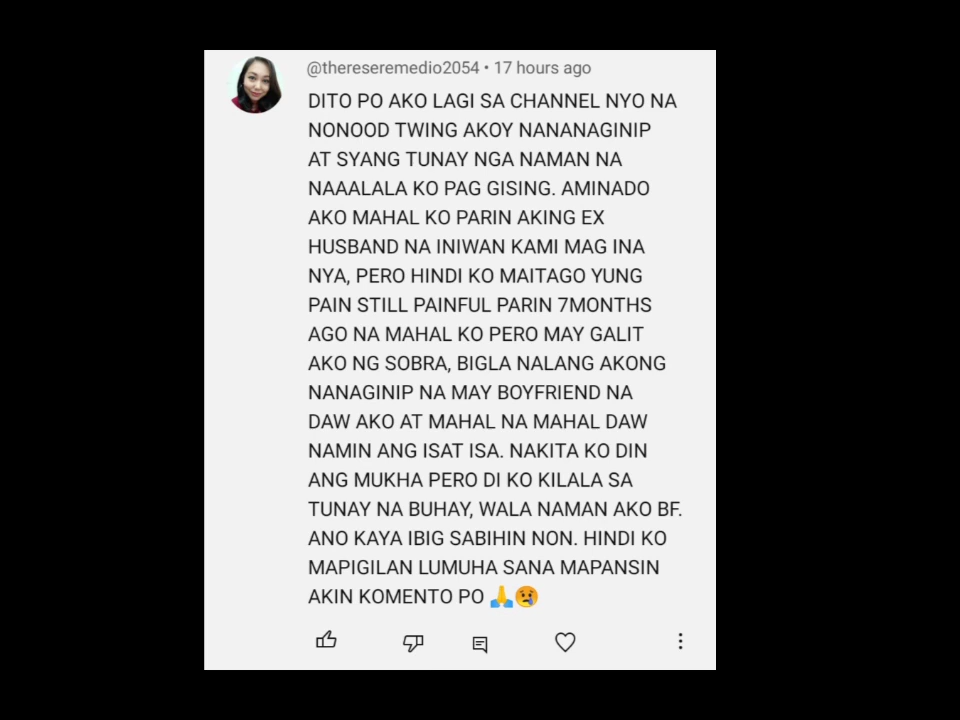 @thereseremedio2054 • 17 hours ago
DITO PO AKO LAGI SA CHANNEL NYO NA
NONOOD TWING AKOY NANANAGINIP
AT SYANG TUNAY NGA NAMAN NA
NAAALALA KO PAG GISING. AMINADO
AKO MAHAL KO PARIN AKING EX
HUSBAND NA INIWAN KAMI MAG INA
NYA, PERO HINDI KO MAITAGO YUNG
PAIN STILL PAINFUL PARIN 7MONTHS
AGO NA MAHAL KO PERO MAY GALIT
AKO NG SOBRA, BIGLA NALANG AKONG
NANAGINIP NA MAY BOYFRIEND NA
DAW AKO AT MAHAL NA MAHAL DAW
NAMIN ANG ISAT ISA. NAKITA KO DIN
ANG MUKHA PERO DI KO KILALA SA
TUNAY NA BUHAY, WALA NAMAN AKO BF.
ANO KAYA IBIG SABIHIN NON. HINDI KO
MAPIGILAN LUMUHA SANA MAPANSIN
AKIN KOMENTO PO 🙏😢